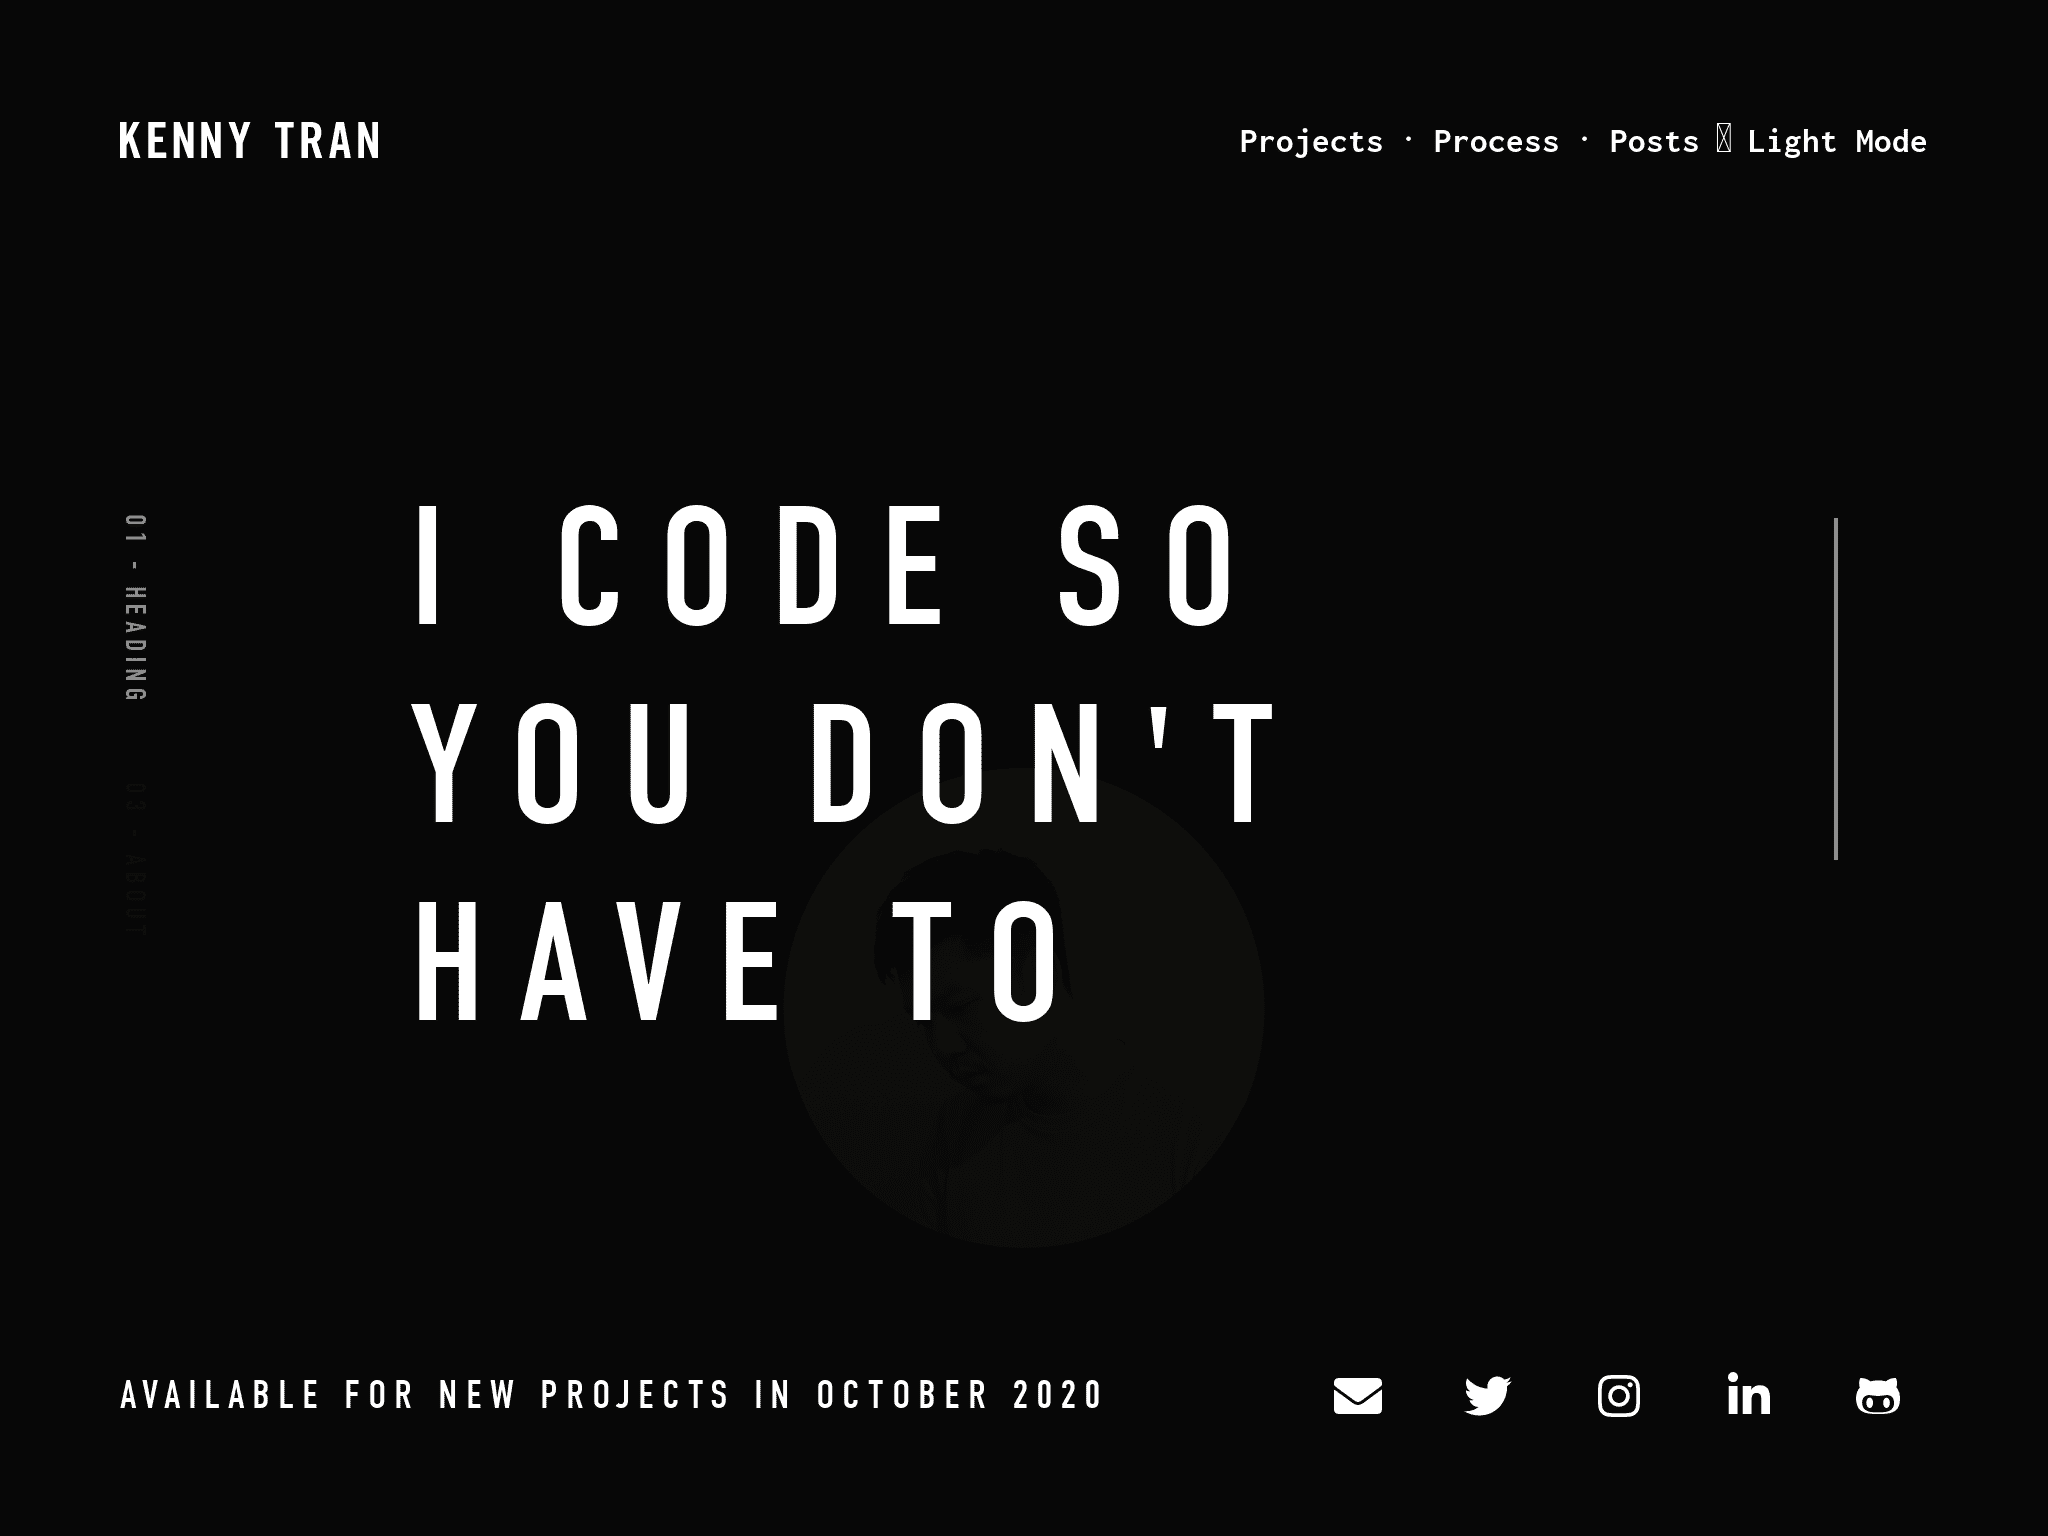 KENNY TRAN
Projects · Process · Posts Light Mode
01 - HEADING
03 - ABOUT
I CODE SO
YOU DON'T
HAVE TO
AVAILABLE FOR NEW PROJECTS IN OCTOBER 2020